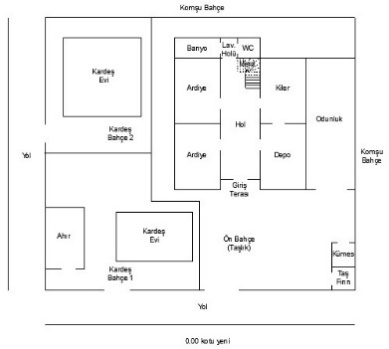 Komşu Bahçe
Banyo
Lav.
Holü
WC
Kardeş
Evi
Ardiye
Kiler
Odunluk
Kardeş
Bahçe 2
Hol
Yol
Komşu
Bahçe
Ardiye
Depo
Giriş
Terası
Ahır
Kardeş
Evi
Ön Bahçe
(Taşlık)
Kümes
Kardeş
Bahçe 1
Taş
Fırın
Yol
0.00 kotu yeni